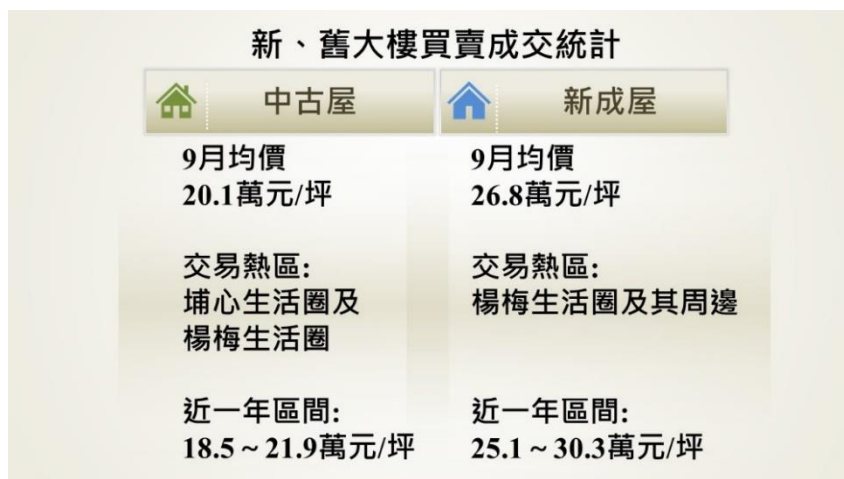 新、舊大樓買賣成交統計
中古屋
新成屋
9月均價
20.1萬元/坪
交易熱區:
埔心生活圈及
楊梅生活圈
近一年區間:
18.5～21.9萬元/坪
9月均價
26.8萬元/坪
交易熱區:
楊梅生活圈及其周邊
近一年區間:
25.1～30.3萬元/坪